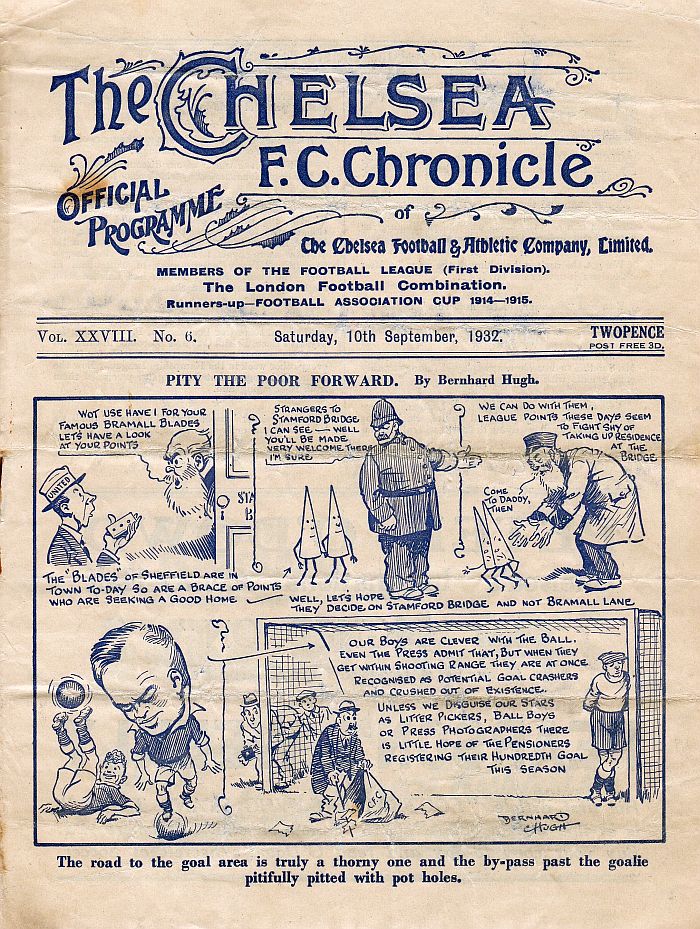 The CHELSEA
F.C. Chronicle
OFFICIAL
PROGRAMME
of
The Chelsea Football & Athletic Company, Limited.
MEMBERS OF THE FOOTBALL LEAGUE (First Division).
The London Football Combination.
Runners-up—FOOTBALL ASSOCIATION CUP 1914—1915.
VOL. XXVIII. No. 6.
Saturday, 10th September, 1932.
TWOPENCE
POST FREE 3D.
PITY THE POOR FORWARD. By Bernhard Hugh.
WOT USE HAVE I FOR YOUR
FAMOUS BRAMALL BLADES
LET'S HAVE A LOOK
AT YOUR POINTS
UNITED
STA
B
THE "BLADES" OF SHEFFIELD ARE IN
TOWN TO-DAY SO ARE A BRACE OF POINTS
WHO ARE SEEKING A GOOD HOME
STRANGERS TO
STAMFORD BRIDGE
I CAN SEE — WELL
YOU'LL BE MADE
VERY WELCOME THERE
I'M SURE
WE CAN DO WITH THEM,
LEAGUE POINTS THESE DAYS SEEM
TO FIGHT SHY OF
TAKING UP RESIDENCE
AT THE
BRIDGE
COME
TO DADDY,
THEN
WELL, LET'S HOPE
THEY DECIDE ON STAMFORD BRIDGE AND NOT BRAMALL LANE
OUR BOYS ARE CLEVER WITH THE BALL.
EVEN THE PRESS ADMIT THAT, BUT WHEN THEY
GET WITHIN SHOOTING RANGE THEY ARE AT ONCE
RECOGNISED AS POTENTIAL GOAL CRASHERS
AND CRUSHED OUT OF EXISTENCE.
UNLESS WE DISGUISE OUR STARS
AS LITTER PICKERS, BALL BOYS
OR PRESS PHOTOGRAPHERS THERE
IS LITTLE HOPE OF THE PENSIONERS
REGISTERING THEIR HUNDREDTH GOAL
THIS SEASON
C.F.C.
BERNHARD
HUGH
The road to the goal area is truly a thorny one and the by-pass past the goalie
pitifully pitted with pot holes.